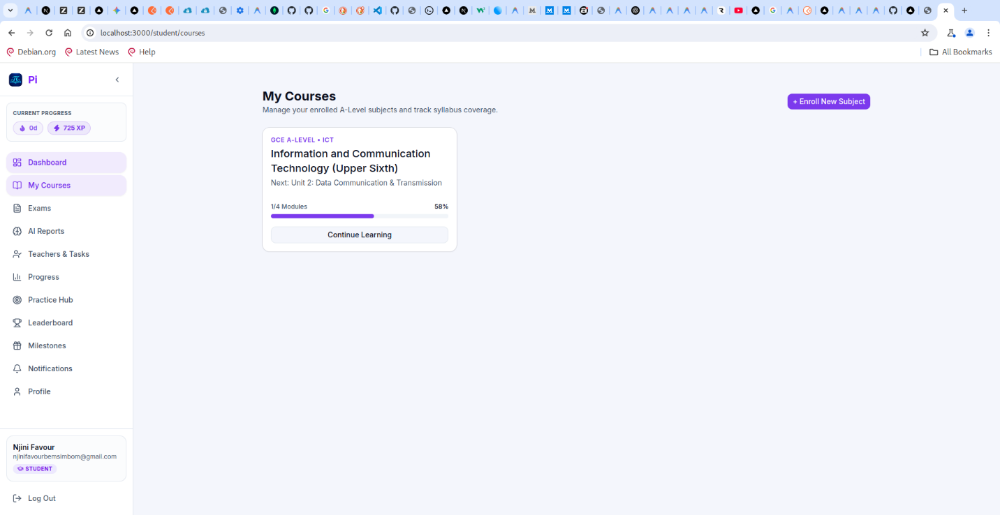 localhost:3000/student/courses
Debian.org
Latest News
Help
All Bookmarks
Pi
CURRENT PROGRESS
0d
725 XP
Dashboard
My Courses
Exams
AI Reports
Teachers & Tasks
Progress
Practice Hub
Leaderboard
Milestones
Notifications
Profile
Njini Favour
njinifavourbemsimbom@gmail.com
STUDENT
Log Out
My Courses
Manage your enrolled A-Level subjects and track syllabus coverage.
+ Enroll New Subject
GCE A-LEVEL • ICT
Information and Communication
Technology (Upper Sixth)
Next: Unit 2: Data Communication & Transmission
1/4 Modules
58%
Continue Learning